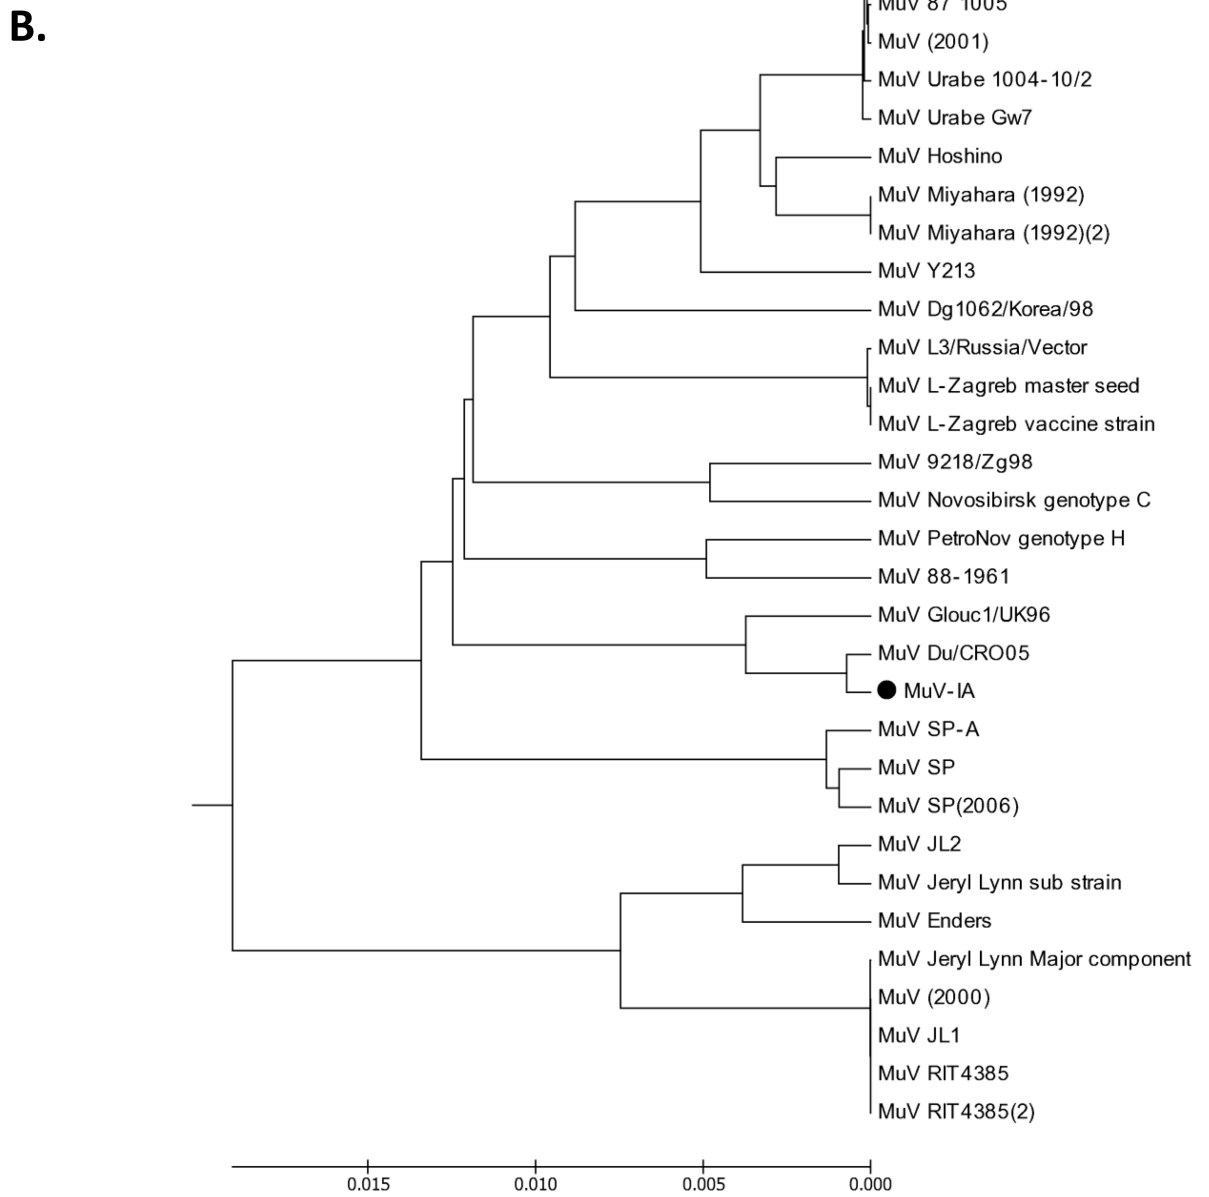 B.
MuV 87 1005
MuV (2001)
MuV Urabe 1004-10/2
MuV Urabe Gw7
MuV Hoshino
MuV Miyahara (1992)
MuV Miyahara (1992)(2)
MuV Y213
MuV Dg1062/Korea/98
MuV L3/Russia/Vector
MuV L-Zagreb master seed
MuV L-Zagreb vaccine strain
MuV 9218/Zg98
MuV Novosibirsk genotype C
MuV PetroNov genotype H
MuV 88-1961
MuV Glouc1/UK96
MuV Du/CRO05
MuV-IA
MuV SP-A
MuV SP
MuV SP(2006)
MuV JL2
MuV Jeryl Lynn sub strain
MuV Enders
MuV Jeryl Lynn Major component
MuV (2000)
MuV JL1
MuV RIT4385
MuV RIT4385(2)
0.015 0.010 0.005 0.000